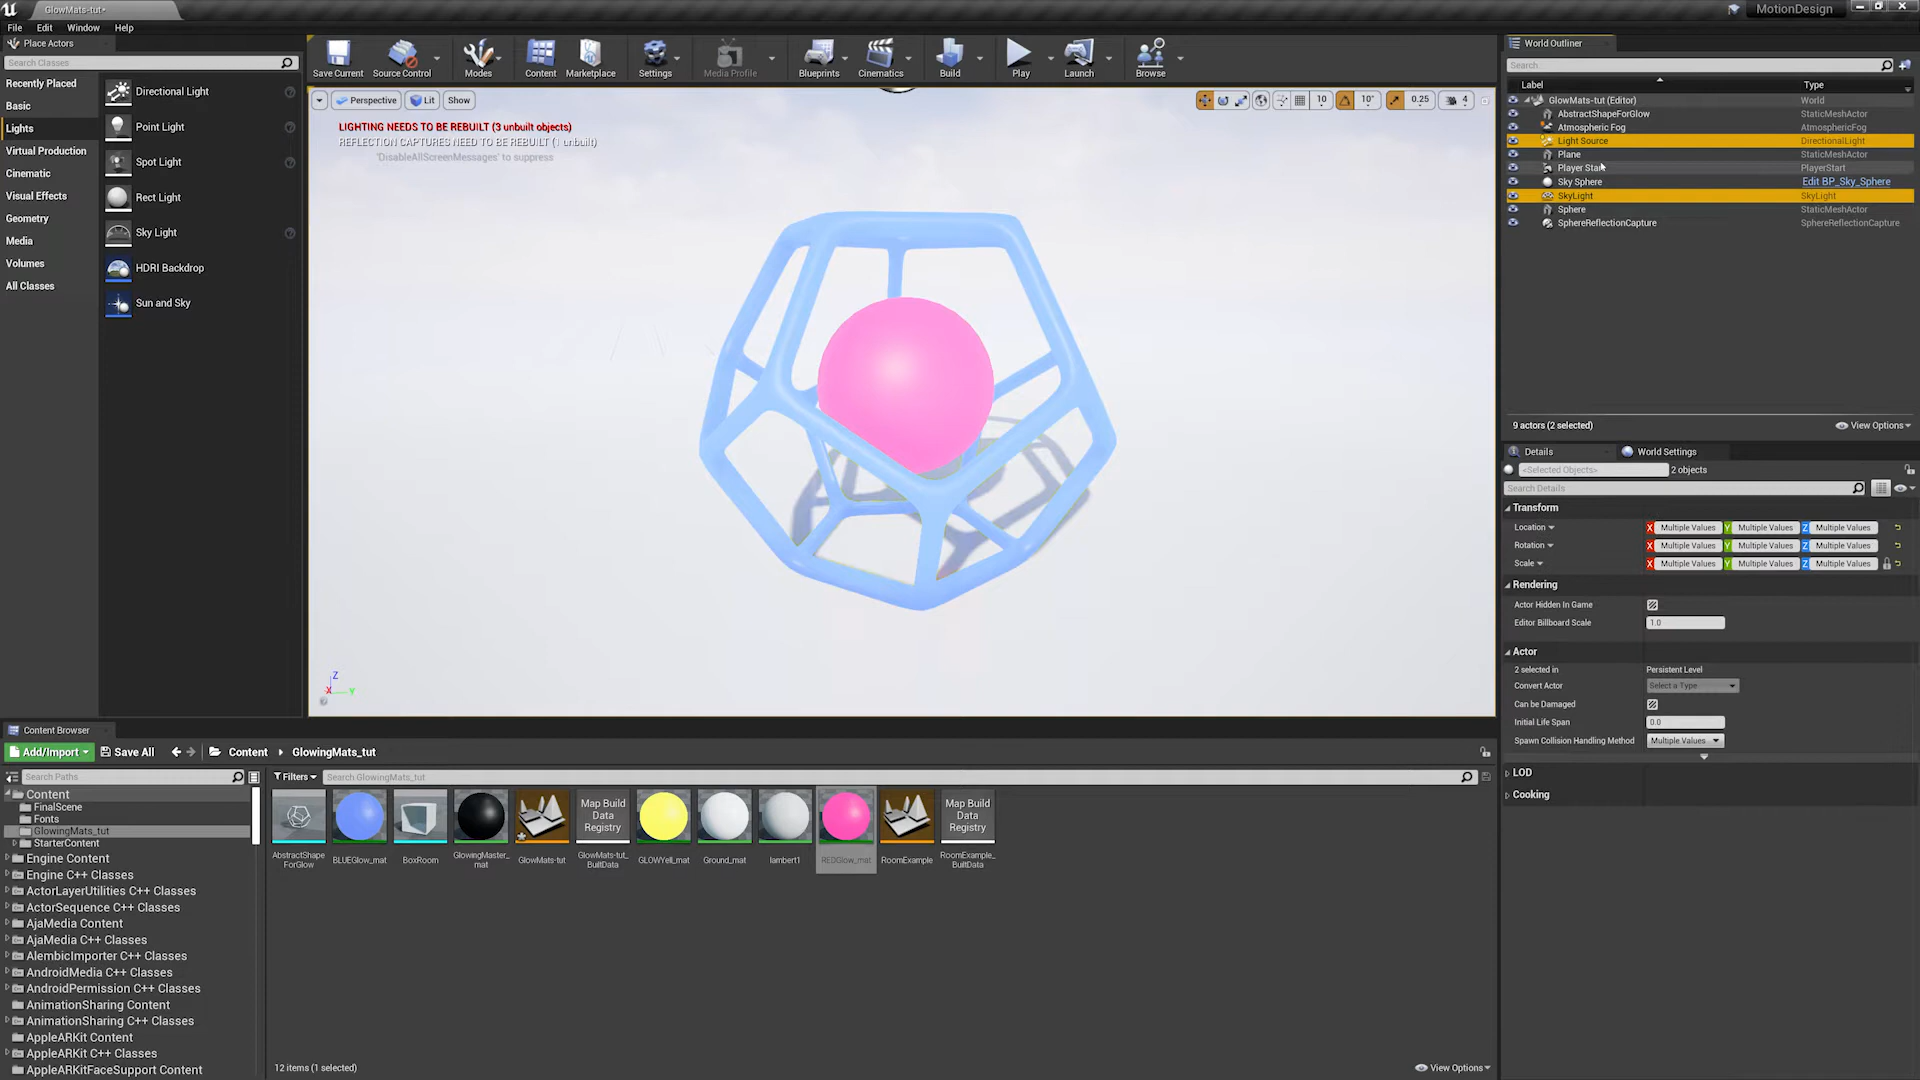 GlowMats-tut*
MotionDesign
File Edit Window Help
Place Actors
Search Classes
Recently Placed
Basic
Lights
Virtual Production
Cinematic
Visual Effects
Geometry
Media
Volumes
All Classes
Directional Light
Point Light
Spot Light
Rect Light
Sky Light
HDRI Backdrop
Sun and Sky
Save Current Source Control Modes Content Marketplace Settings Media Profile Blueprints Cinematics Build Play Launch Browse
Perspective Lit Show
10 10° 0.25 4
LIGHTING NEEDS TO BE REBUILT (3 unbuilt objects)
REFLECTION CAPTURES NEED TO BE REBUILT (1 unbuilt)
'DisableAllScreenMessages' to suppress
Z
X Y
World Outliner
Search
Label Type
GlowMats-tut (Editor) World
AbstractShapeForGlow StaticMeshActor
Atmospheric Fog AtmosphericFog
Light Source DirectionalLight
Plane StaticMeshActor
Player Start PlayerStart
Sky Sphere Edit BP_Sky_Sphere
SkyLight SkyLight
Sphere StaticMeshActor
SphereReflectionCapture SphereReflectionCapture
9 actors (2 selected) View Options
Details World Settings
<Selected Objects> 2 objects
Search Details
Transform
Location X Multiple Values Y Multiple Values Z Multiple Values
Rotation X Multiple Values Y Multiple Values Z Multiple Values
Scale X Multiple Values Y Multiple Values Z Multiple Values
Rendering
Actor Hidden In Game
Editor Billboard Scale 1.0
Actor
2 selected in Persistent Level
Convert Actor Select a Type
Can be Damaged
Initial Life Span 0.0
Spawn Collision Handling Method Multiple Values
LOD
Cooking
Content Browser
Add/Import Save All Content GlowingMats_tut
Search Paths
Filters Search GlowingMats_tut
Content
FinalScene
Fonts
GlowingMats_tut
StarterContent
Engine Content
Engine C++ Classes
ActorLayerUtilities C++ Classes
ActorSequence C++ Classes
AjaMedia Content
AjaMedia C++ Classes
AlembicImporter C++ Classes
AndroidMedia C++ Classes
AndroidPermission C++ Classes
AnimationSharing Content
AnimationSharing C++ Classes
AppleARKit Content
AppleARKit C++ Classes
AppleARKitFaceSupport Content
Map Build
Data
Registry
Map Build
Data
Registry
AbstractShape
ForGlow
BLUEGlow_mat
BoxRoom
GlowingMaster_
mat
GlowMats-tut
GlowMats-tut_
BuiltData
GLOWYell_mat
Ground_mat
lambert1
REDGlow_mat
RoomExample
RoomExample_
BuiltData
12 items (1 selected) View Options